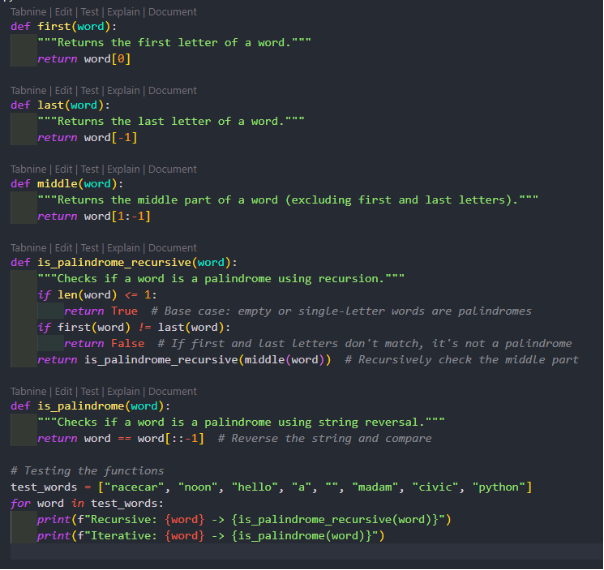 Tabnine | Edit | Test | Explain | Document
def first(word):
    """Returns the first letter of a word."""
    return word[0]
Tabnine | Edit | Test | Explain | Document
def last(word):
    """Returns the last letter of a word."""
    return word[-1]
Tabnine | Edit | Test | Explain | Document
def middle(word):
    """Returns the middle part of a word (excluding first and last letters)."""
    return word[1:-1]
Tabnine | Edit | Test | Explain | Document
def is_palindrome_recursive(word):
    """Checks if a word is a palindrome using recursion."""
    if len(word) <= 1:
        return True  # Base case: empty or single-letter words are palindromes
    if first(word) != last(word):
        return False  # If first and last letters don't match, it's not a palindrome
    return is_palindrome_recursive(middle(word))  # Recursively check the middle part
Tabnine | Edit | Test | Explain | Document
def is_palindrome(word):
    """Checks if a word is a palindrome using string reversal."""
    return word == word[::-1]  # Reverse the string and compare
# Testing the functions
test_words = ["racecar", "noon", "hello", "a", "", "madam", "civic", "python"]
for word in test_words:
    print(f"Recursive: {word} -> {is_palindrome_recursive(word)}")
    print(f"Iterative: {word} -> {is_palindrome(word)}")